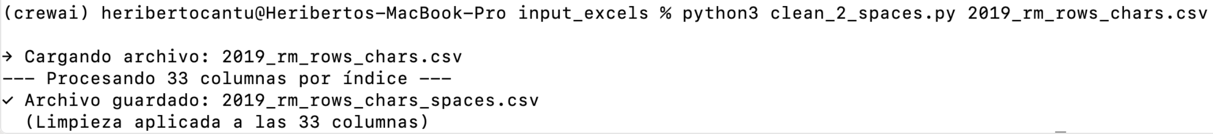 (crewai) heribertocantu@Heribertos-MacBook-Pro input_excels % python3 clean_2_spaces.py 2019_rm_rows_chars.csv
→ Cargando archivo: 2019_rm_rows_chars.csv
--- Procesando 33 columnas por índice ---
✓ Archivo guardado: 2019_rm_rows_chars_spaces.csv
(Limpieza aplicada a las 33 columnas)